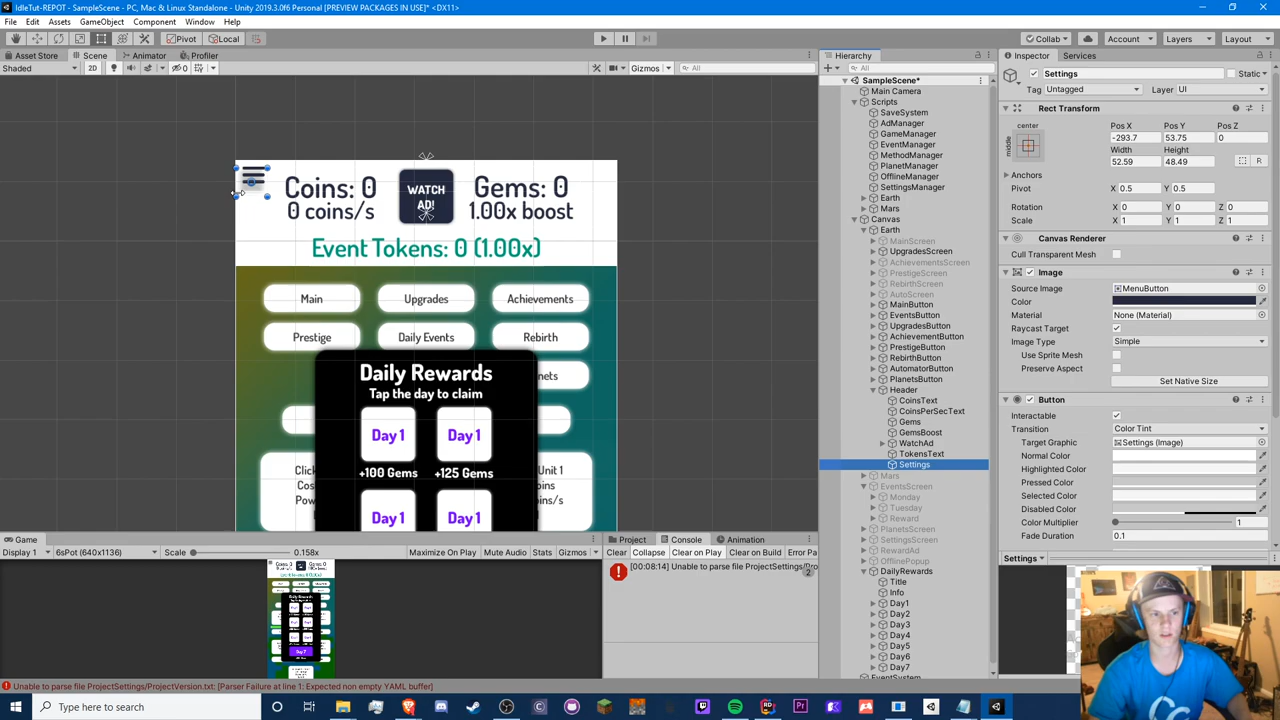 IdleTut-REPOT - SampleScene - PC, Mac & Linux Standalone - Unity 2019.3.0f6 Personal [PREVIEW PACKAGES IN USE]* <DX11>
File Edit Assets GameObject Component Window Help
Pivot Local Collab Account Layers Layout
Asset Store Scene Animator Profiler Hierarchy Inspector Services
Shaded 2D 0 Gizmos All All
SampleScene*
Main Camera
Scripts
SaveSystem
AdManager
GameManager
EventManager
MethodManager
PlanetManager
OfflineManager
SettingsManager
Earth
Mars
Canvas
Earth
MainScreen
UpgradesScreen
AchievementsScreen
PrestigeScreen
RebirthScreen
AutoScreen
MainButton
EventsButton
UpgradesButton
AchievementButton
PrestigeButton
RebirthButton
AutomatorButton
PlanetsButton
Header
CoinsText
CoinsPerSecText
Gems
GemsBoost
WatchAd
TokensText
Settings
Mars
EventsScreen
Monday
Tuesday
Reward
PlanetsScreen
SettingsScreen
RewardAd
OfflinePopup
DailyRewards
Title
Info
Day1
Day2
Day3
Day4
Day5
Day6
Day7
EventSystem
Coins: 0
0 coins/s
WATCH
AD!
Gems: 0
1.00x boost
Event Tokens: 0 (1.00x)
Main Upgrades Achievements
Prestige Daily Events Rebirth
nets
Daily Rewards
Tap the day to claim
Day 1 Day 1
+100 Gems +125 Gems
Day 1 Day 1
Click
Cos
Pow
Unit 1
oins
oins/s
Settings Static
Tag Untagged Layer UI
Rect Transform
center
middle
Pos X Pos Y Pos Z
-293.7 53.75 0
Width Height
52.59 48.49
R
Anchors
Pivot X 0.5 Y 0.5
Rotation X 0 Y 0 Z 0
Scale X 1 Y 1 Z 1
Canvas Renderer
Cull Transparent Mesh
Image
Source Image MenuButton
Color
Material None (Material)
Raycast Target
Image Type Simple
Use Sprite Mesh
Preserve Aspect
Set Native Size
Button
Interactable
Transition Color Tint
Target Graphic Settings (Image)
Normal Color
Highlighted Color
Pressed Color
Selected Color
Disabled Color
Color Multiplier 1
Fade Duration 0.1
Settings
Game Project Console Animation
Display 1 6sPot (640x1136) Scale 0.158x Maximize On Play Mute Audio Stats Gizmos
Clear Collapse Clear on Play Clear on Build Error Pa
[00:08:14] Unable to parse file ProjectSettings/Pro
2
Unable to parse file ProjectSettings/ProjectVersion.txt: [Parser Failure at line 1: Expected non empty YAML buffer]
Type here to search